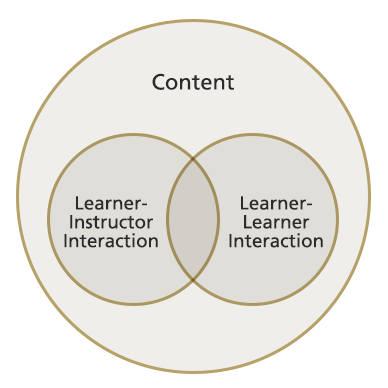 Content
Learner-
Instructor
Interaction
Learner-
Learner
Interaction